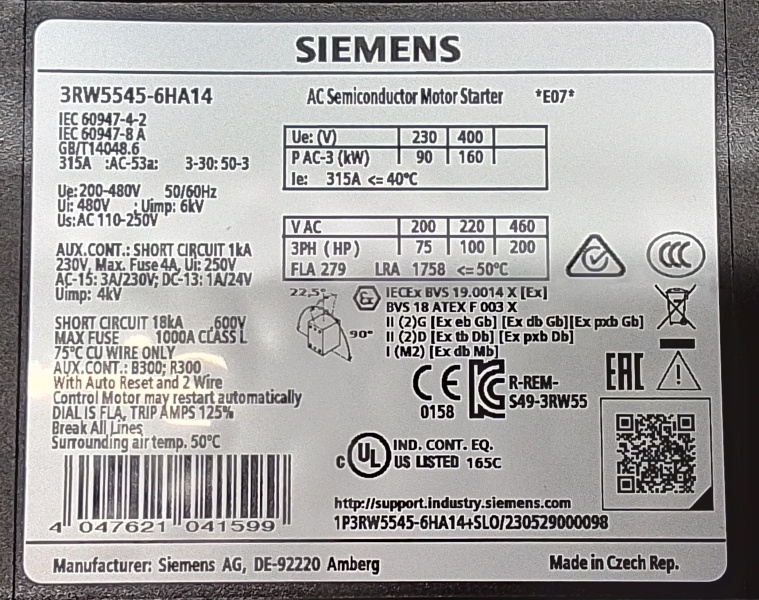 SIEMENS
3RW5545-6HA14 AC Semiconductor Motor Starter *E07*
IEC 60947-4-2
IEC 60947-8 A
GB/T14048.6
315A :AC-53a: 3-30: 50-3
Ue:200-480V 50/60Hz
Ui: 480V ; Uimp: 6kV
Us:AC 110-250V
Ue: (V) 230 400
P AC-3 (kW) 90 160
Ie: 315A <= 40°C
V AC 200 220 460
3PH ( HP ) 75 100 200
FLA 279 LRA 1758 <= 50°C
AUX.CONT.: SHORT CIRCUIT 1kA
230V, Max. Fuse 4A, Ui: 250V
AC-15: 3A/230V; DC-13: 1A/24V
Uimp: 4kV
SHORT CIRCUIT 18kA 600V
MAX FUSE 1000A CLASS L
75°C CU WIRE ONLY
AUX.CONT.: B300; R300
With Auto Reset and 2 Wire
Control Motor may restart automatically
DIAL IS FLA, TRIP AMPS 125%
Break All Lines
Surrounding air temp. 50°C
22,5°
90°
Ex
IECEx BVS 19.0014 X [Ex]
BVS 18 ATEX F 003 X
II (2)G [Ex eb Gb] [Ex db Gb][Ex pxb Gb]
II (2)D [Ex tb Db] [Ex pxb Db]
I (M2) [Ex db Mb]
CCC
CE
0158
R-REM-
S49-3RW55
EAC
C UL US
IND. CONT. EQ.
LISTED 165C
4 047621 041599
http://support.industry.siemens.com
1P3RW5545-6HA14+SLO/230529000098
Manufacturer: Siemens AG, DE-92220 Amberg Made in Czech Rep.